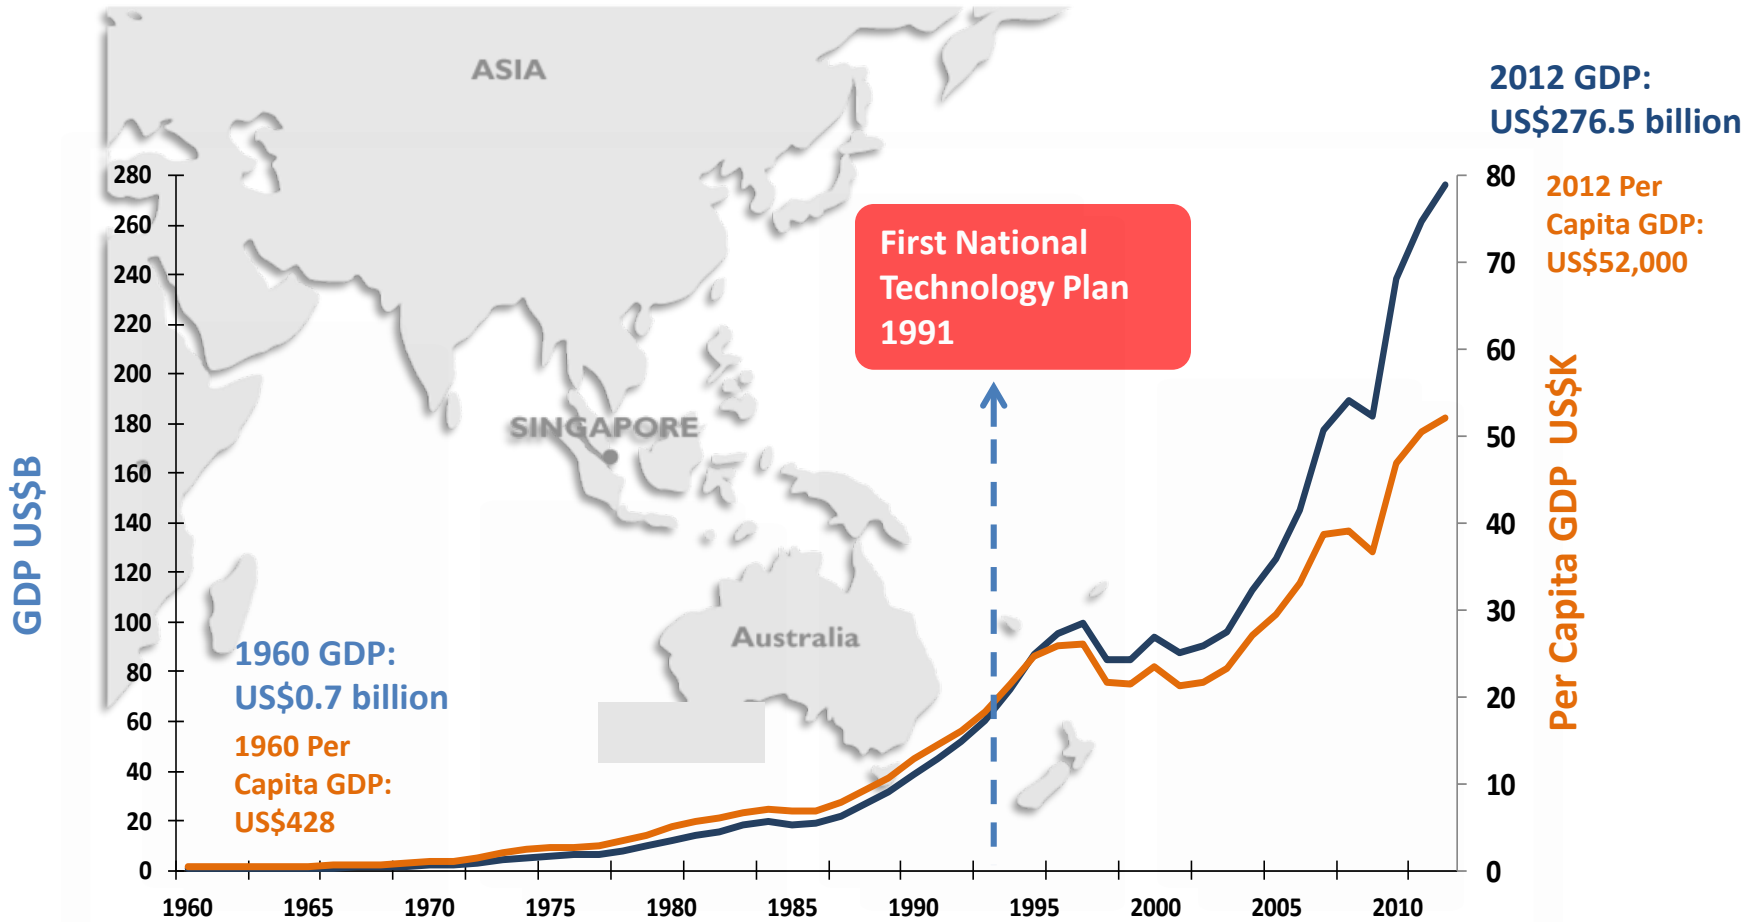 ASIA
2012 GDP:
US$276.5 billion
2012 Per
Capita GDP:
US$52,000
First National
Technology Plan
1991
SINGAPORE
Australia
1960 GDP:
US$0.7 billion
1960 Per
Capita GDP:
US$428
GDP US$B
280
260
240
220
200
180
160
140
120
100
80
60
40
20
0
80
70
60
50
40
30
20
10
0
Per Capita GDP US$K
1960 1965 1970 1975 1980 1985 1990 1995 2000 2005 2010